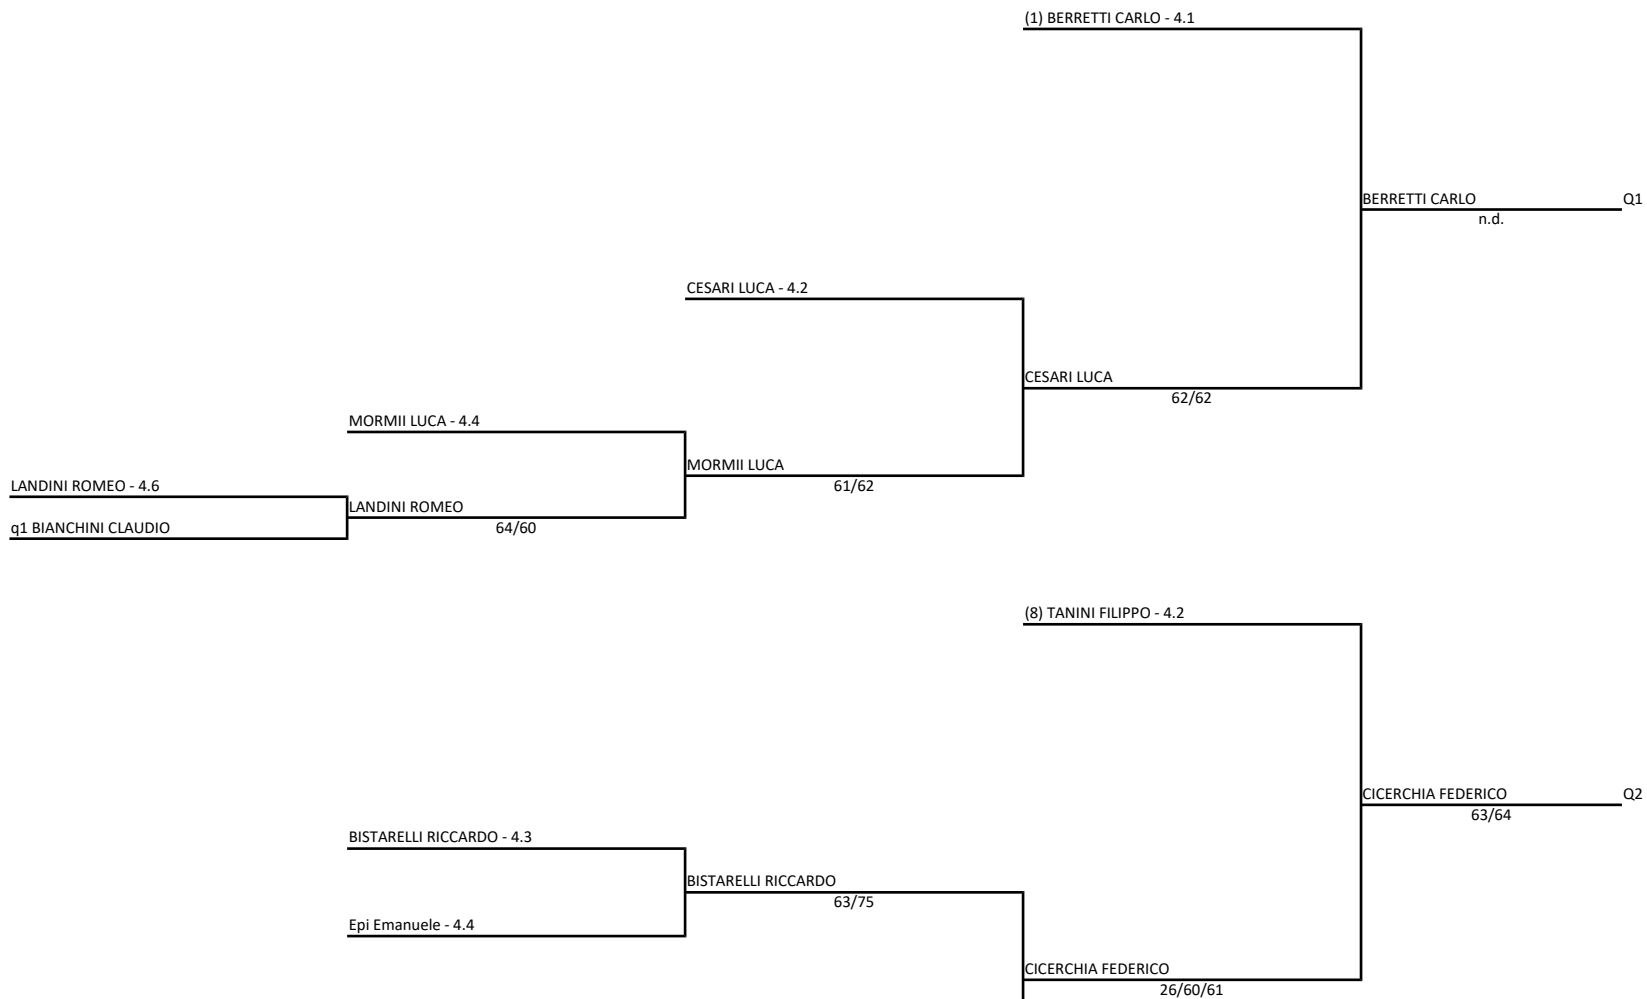 (1) BERRETTI CARLO - 4.1
BERRETTI CARLO
Q1
n.d.
CESARI LUCA - 4.2
CESARI LUCA
62/62
MORMII LUCA - 4.4
MORMII LUCA
61/62
LANDINI ROMEO - 4.6
LANDINI ROMEO
64/60
q1 BIANCHINI CLAUDIO
(8) TANINI FILIPPO - 4.2
CICERCHIA FEDERICO
Q2
63/64
BISTARELLI RICCARDO - 4.3
BISTARELLI RICCARDO
63/75
Epi Emanuele - 4.4
CICERCHIA FEDERICO
26/60/61